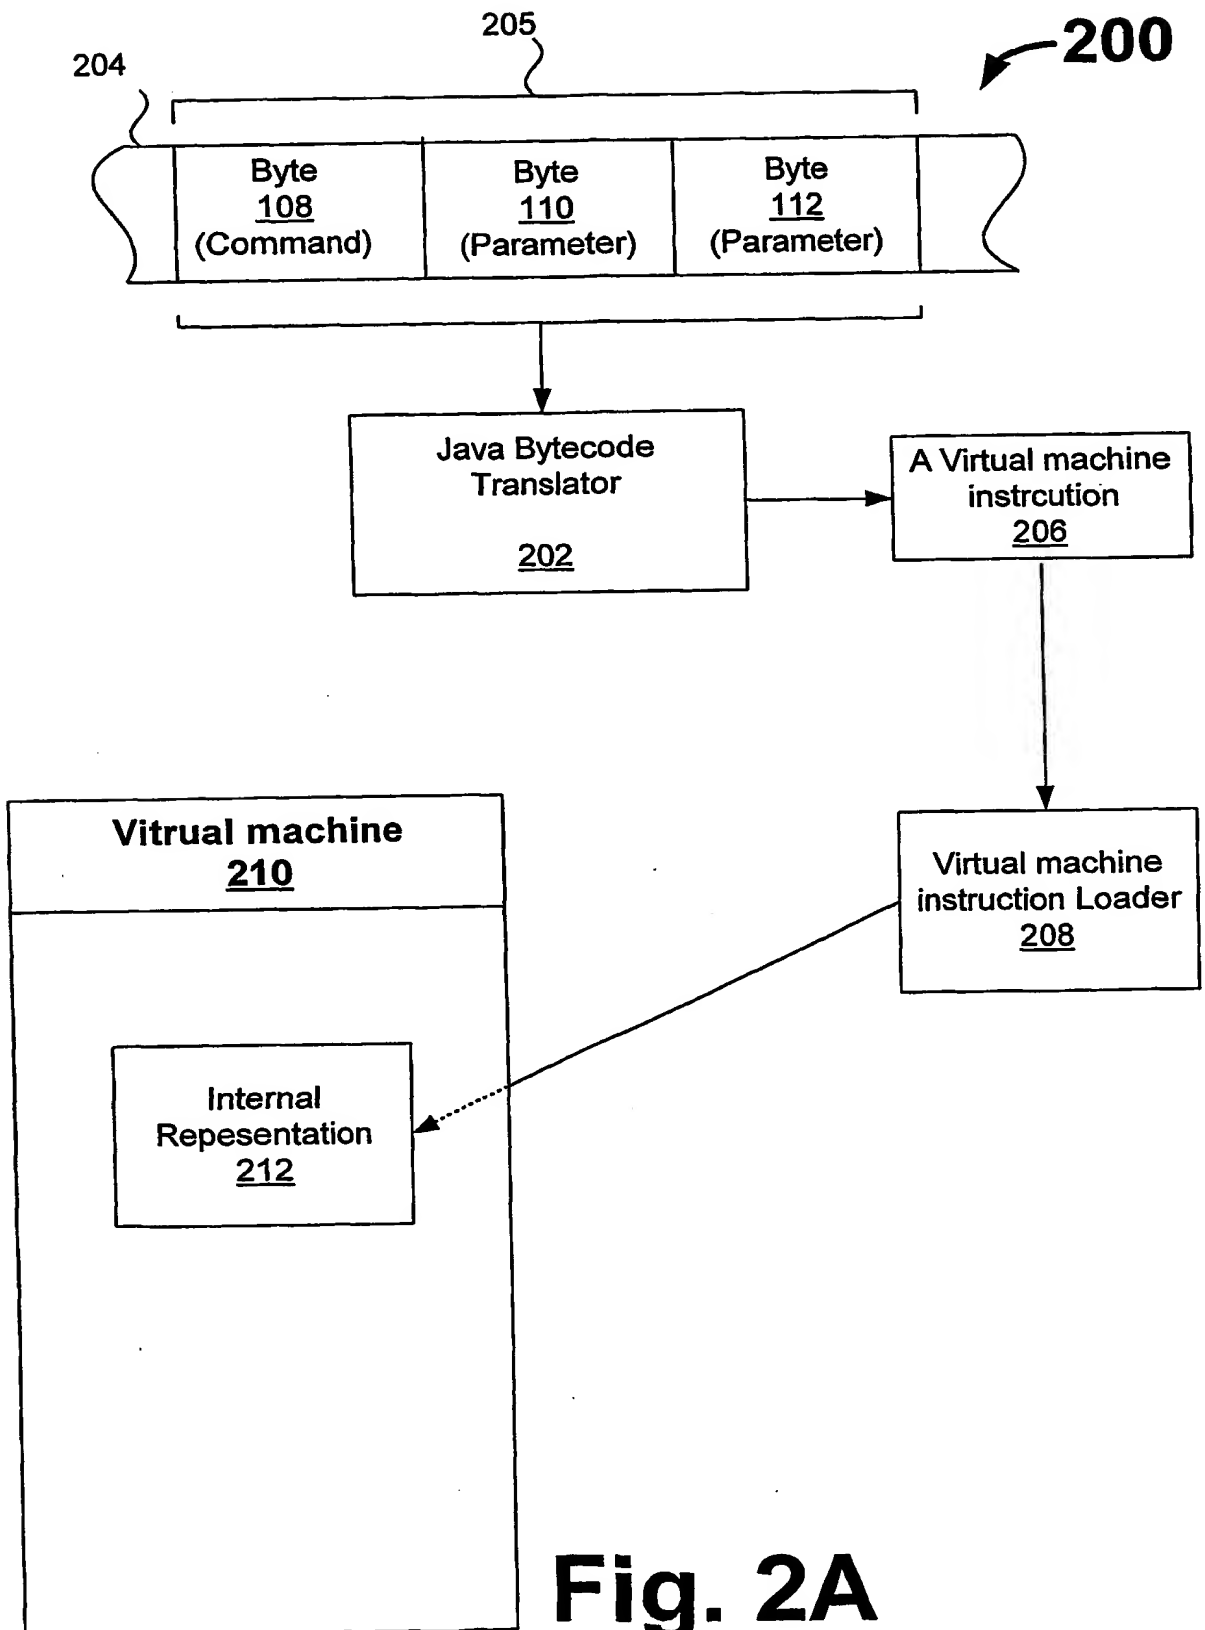 205
200
204
Byte
108
(Command)
Byte
110
(Parameter)
Byte
112
(Parameter)
Java Bytecode
Translator
202
A Virtual machine
instrcution
206
Vitrual machine
210
Virtual machine
instruction Loader
208
Internal
Repesentation
212
Fig. 2A